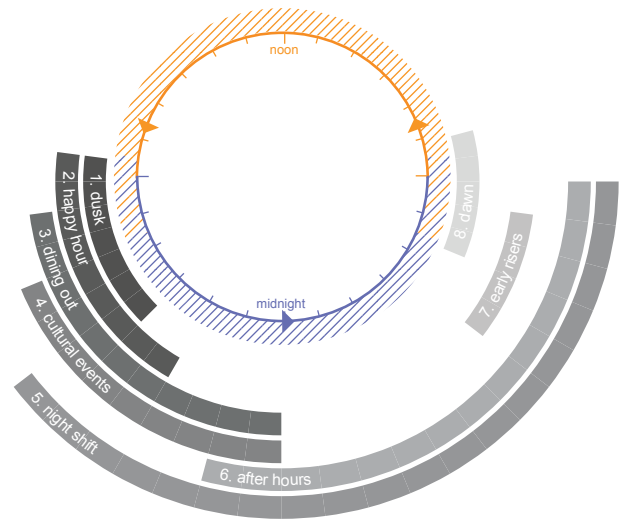 noon
midnight
1. dusk
2. happy hour
3. dining out
4. cultural events
5. night shift
6. after hours
7. early risers
8. dawn